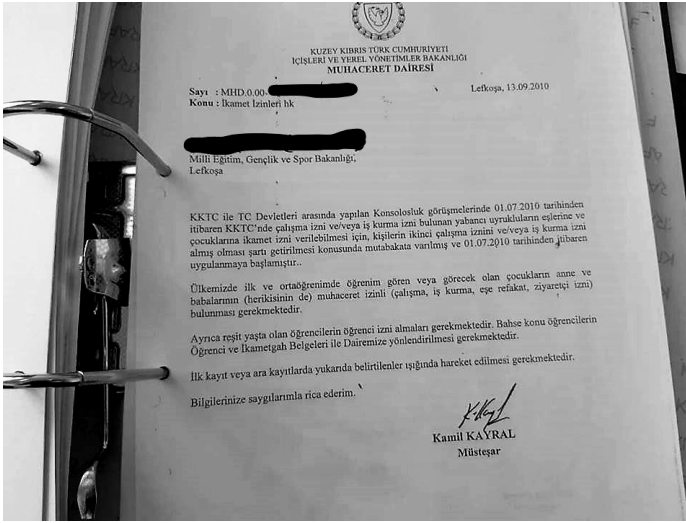 KUZEY KIBRIS TÜRK CUMHURİYETİ
İÇİŞLERİ VE YEREL YÖNETİMLER BAKANLIĞI
MUHACERET DAİRESİ
Sayı : MHD.0.00-
Lefkoşa, 13.09.2010
Konu : İkamet İzinleri hk
Milli Eğitim, Gençlik ve Spor Bakanlığı,
Lefkoşa
KKTC ile TC Devletleri arasında yapılan Konsolosluk görüşmelerinde 01.07.2010 tarihinden
itibaren KKTC'nde çalışma izni ve/veya iş kurma izni bulunan yabancı uyrukluların eşlerine ve
çocuklarına ikamet izni verilebilmesi için, kişilerin ikinci çalışma iznini ve/veya iş kurma izni
almış olması şartı getirilmesi konusunda mutabakata varılmış ve 01.07.2010 tarihinden itibaren
uygulanmaya başlamıştır..
Ülkemizde ilk ve ortaöğrenimde öğrenim gören veya görecek olan çocukların anne ve
babalarının (herikisinin de) muhaceret izinli (çalışma, iş kurma, eşe refakat, ziyaretçi izni)
bulunması gerekmektedir.
Ayrıca reşit yaşta olan öğrencilerin öğrenci izni almaları gerekmektedir. Bahse konu öğrencilerin
Öğrenci ve İkametgah Belgeleri ile Dairemize yönlendirilmesi gerekmektedir.
İlk kayıt veya ara kayıtlarda yukarıda belirtilenler ışığında hareket edilmesi gerekmektedir.
Bilgilerinize saygılarımla rica ederim.
Kamil KAYRAL
Müsteşar